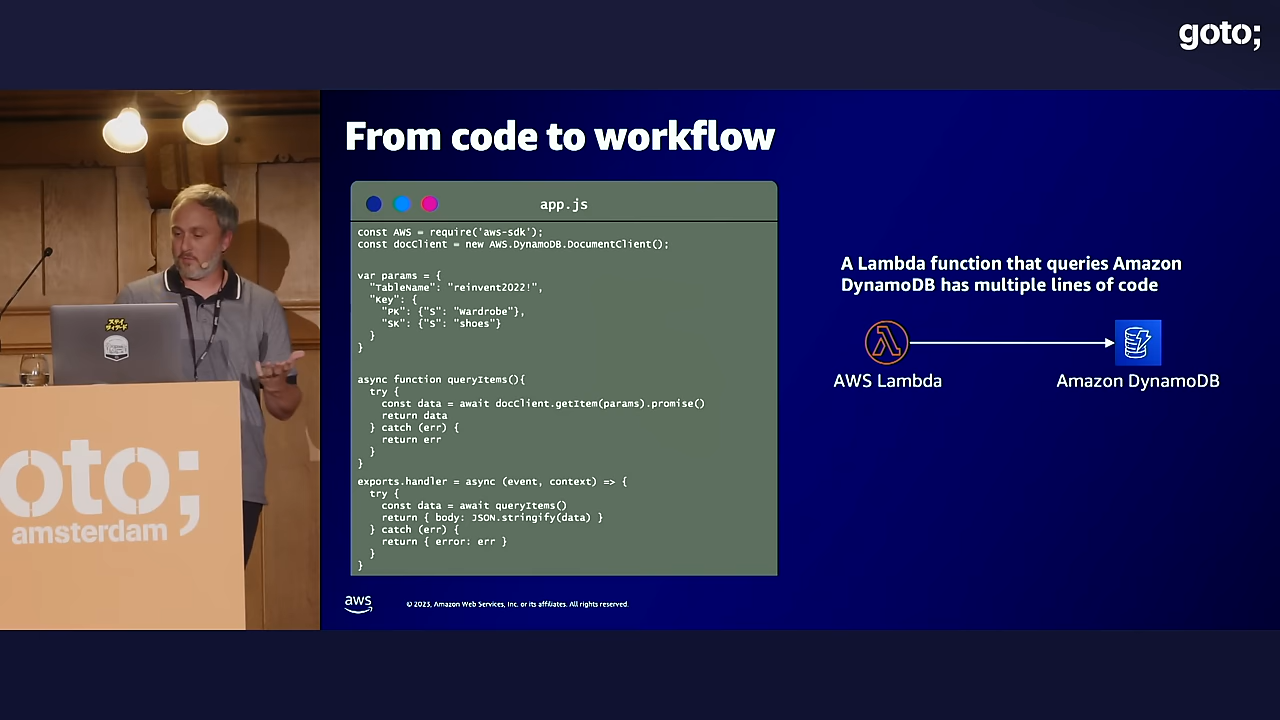 goto;
From code to workflow
app.js
const AWS = require('aws-sdk');
const docClient = new AWS.DynamoDB.DocumentClient();
var params = {
"TableName": "reinvent2022!",
"Key": {
"PK": {"S": "Wardrobe"},
"SK": {"S": "shoes"}
}
}
async function queryItems(){
try {
const data = await docClient.getItem(params).promise()
return data
} catch (err) {
return err
}
}
exports.handler = async (event, context) => {
try {
const data = await queryItems()
return { body: JSON.stringify(data) }
} catch (err) {
return { error: err }
}
}
A Lambda function that queries Amazon
DynamoDB has multiple lines of code
AWS Lambda
Amazon DynamoDB
aws
© 2023, Amazon Web Services, Inc. or its affiliates. All rights reserved.
oto;
amsterdam